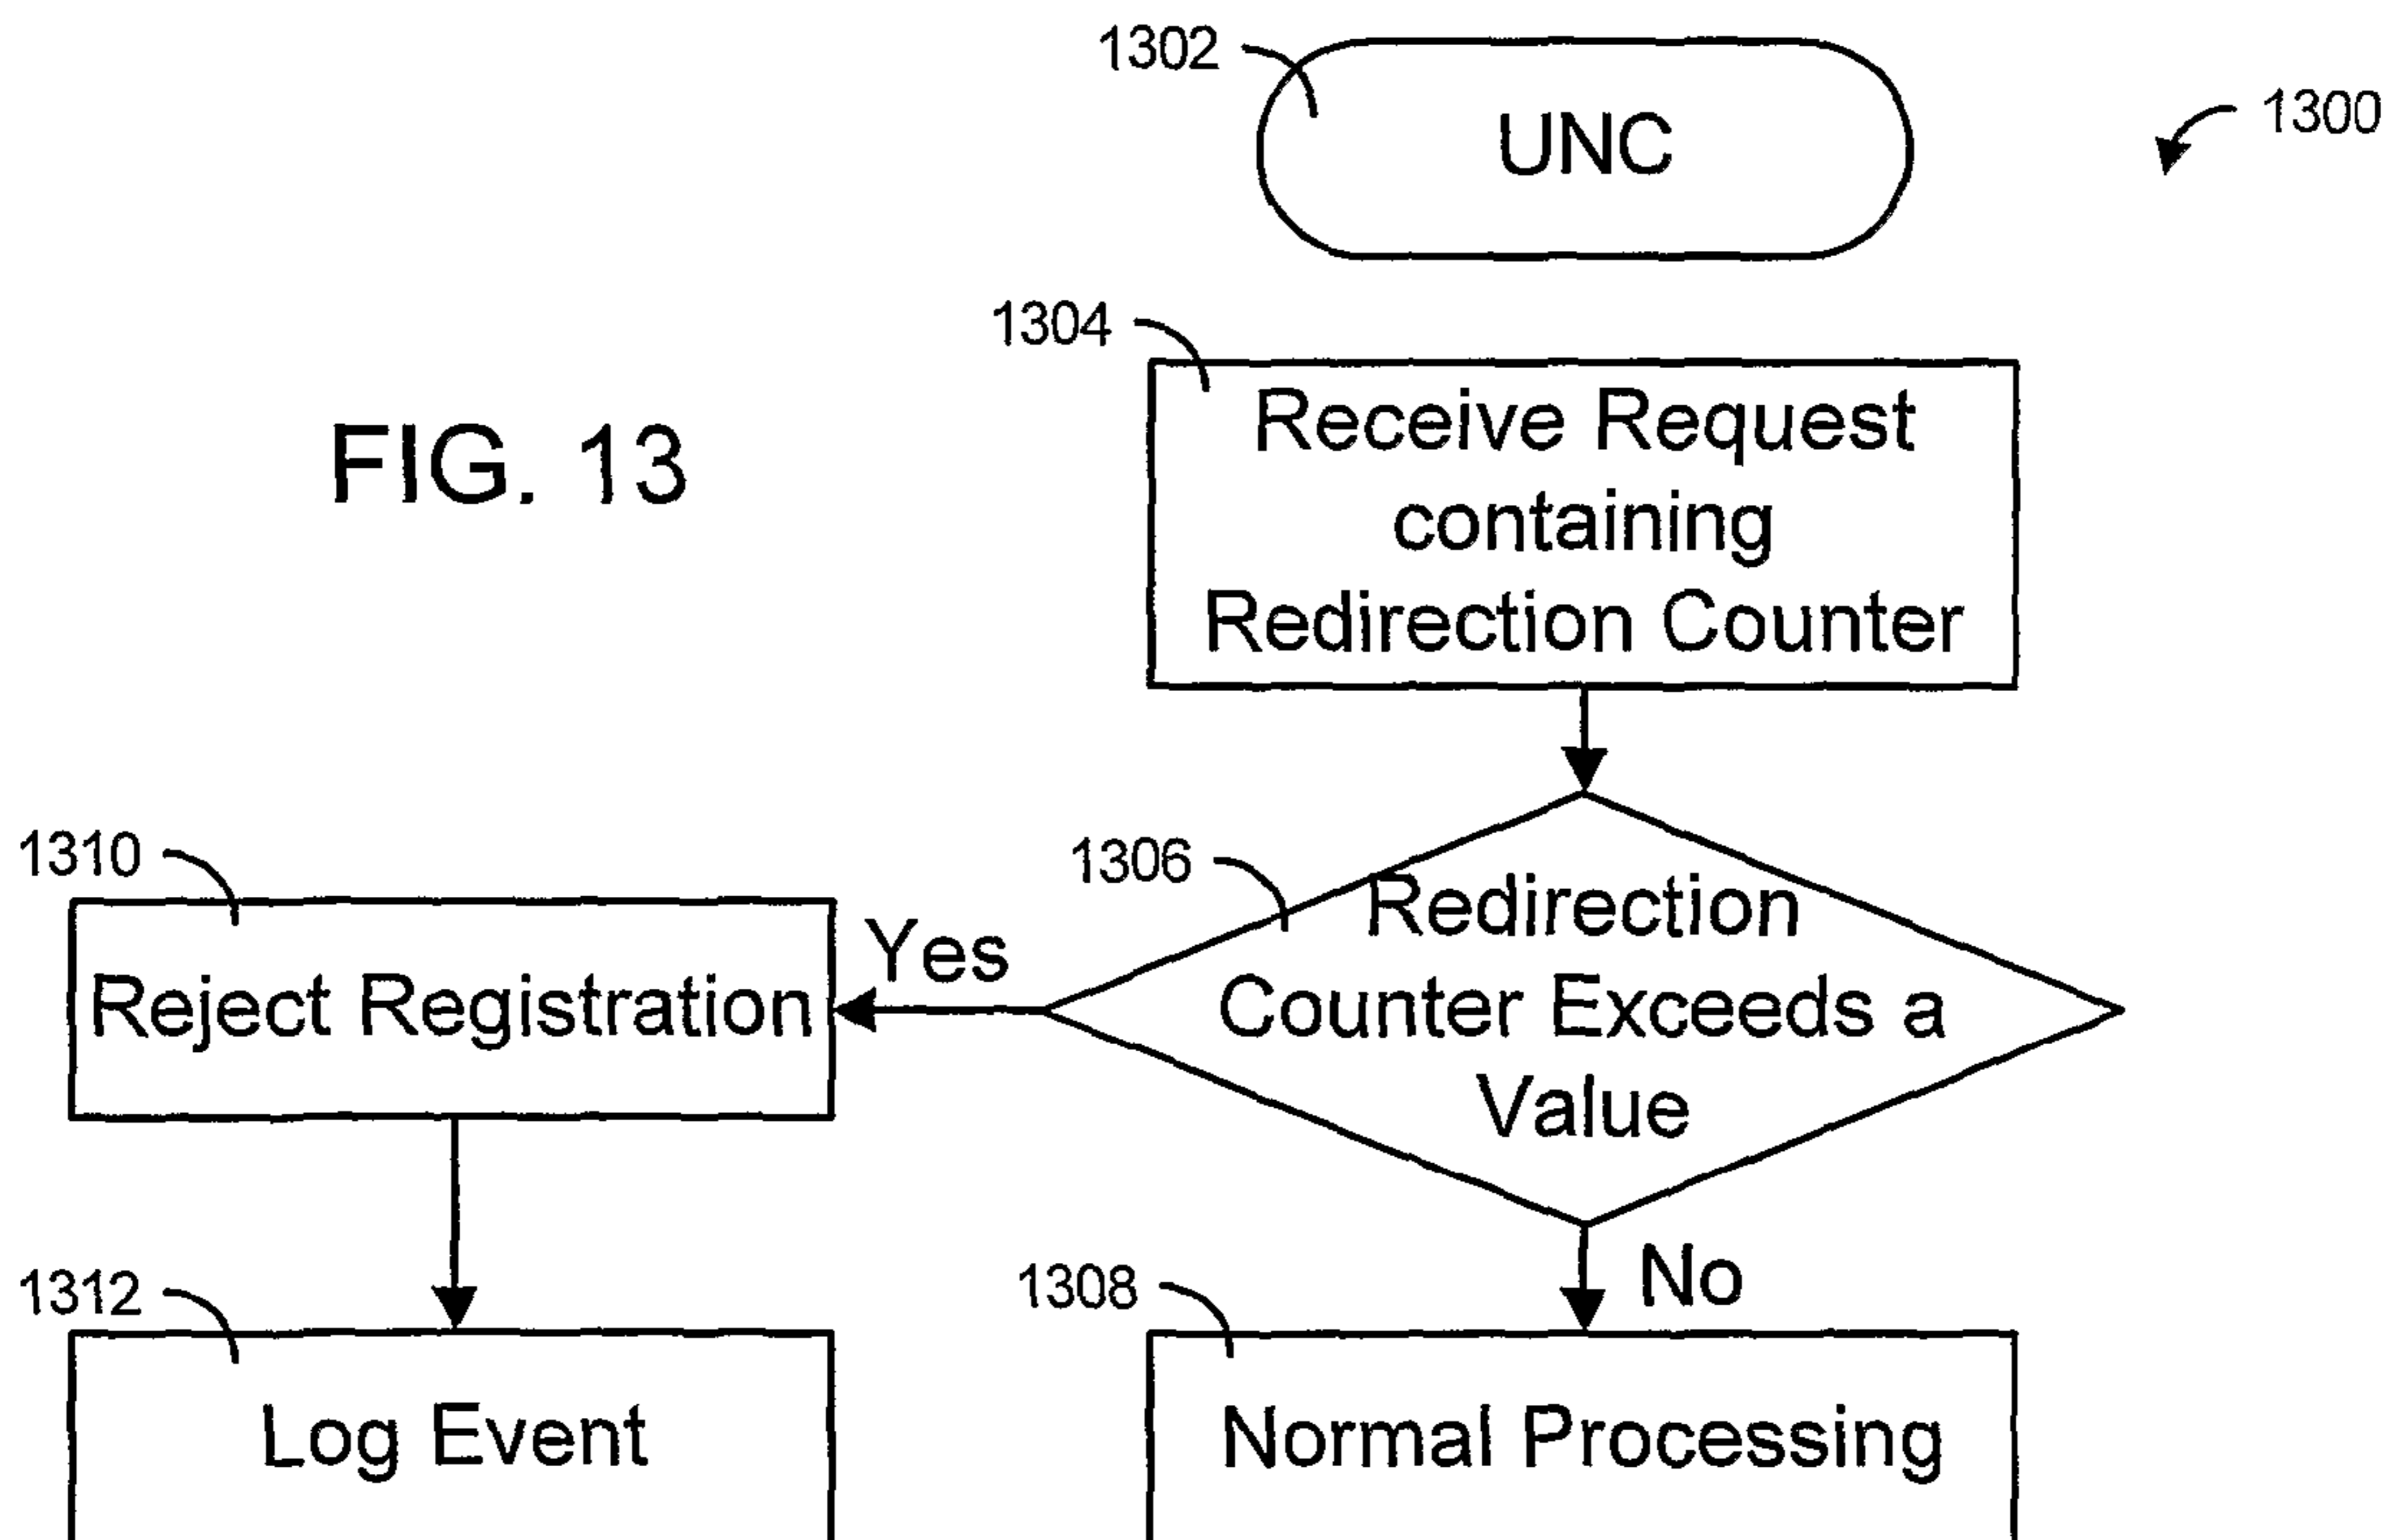 1302
UNC
1300
1304
Receive Request
containing
Redirection Counter
FIG. 13
1306
Redirection
Counter Exceeds a
Value
Yes
1310
Reject Registration
No
1312
Log Event
1308
Normal Processing